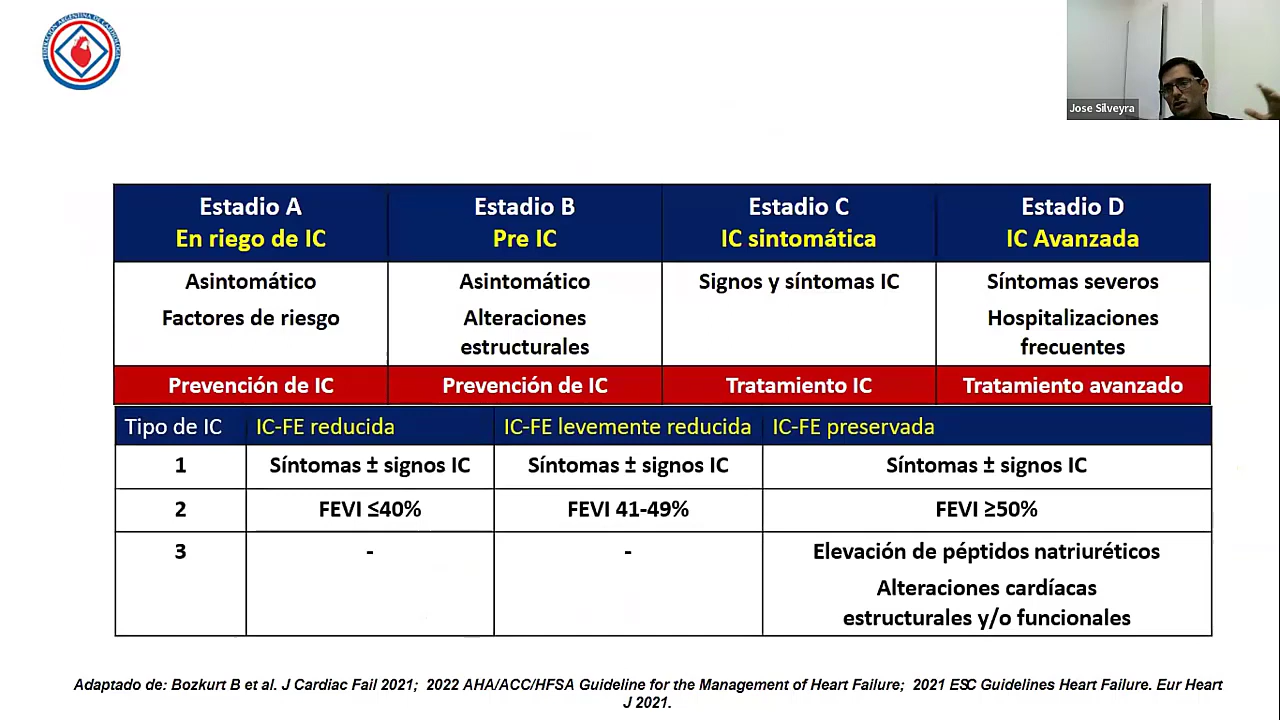 FEDERACIÓN ARGENTINA DE CARDIOLOGÍA
Jose Silveyra
Estadio A
En riego de IC
Estadio B
Pre IC
Estadio C
IC sintomática
Estadio D
IC Avanzada
Asintomático
Factores de riesgo
Asintomático
Alteraciones
estructurales
Signos y síntomas IC
Síntomas severos
Hospitalizaciones
frecuentes
Prevención de IC
Prevención de IC
Tratamiento IC
Tratamiento avanzado
Tipo de IC
IC-FE reducida
IC-FE levemente reducida
IC-FE preservada
1
Síntomas ± signos IC
Síntomas ± signos IC
Síntomas ± signos IC
2
FEVI ≤40%
FEVI 41-49%
FEVI ≥50%
3
-
-
Elevación de péptidos natriuréticos
Alteraciones cardíacas
estructurales y/o funcionales
Adaptado de: Bozkurt B et al. J Cardiac Fail 2021; 2022 AHA/ACC/HFSA Guideline for the Management of Heart Failure; 2021 ESC Guidelines Heart Failure. Eur Heart
J 2021.